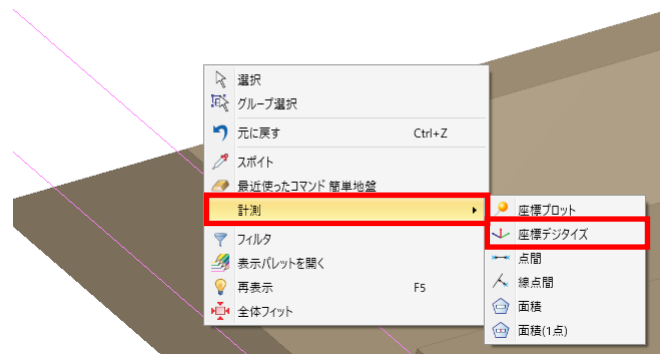 選択
グループ選択
元に戻す Ctrl+Z
スポイト
最近使ったコマンド 簡単地盤
計測
フィルタ
表示パレットを開く
再表示 F5
全体フィット
座標プロット
座標デジタイズ
点間
線点間
面積
面積(1点)